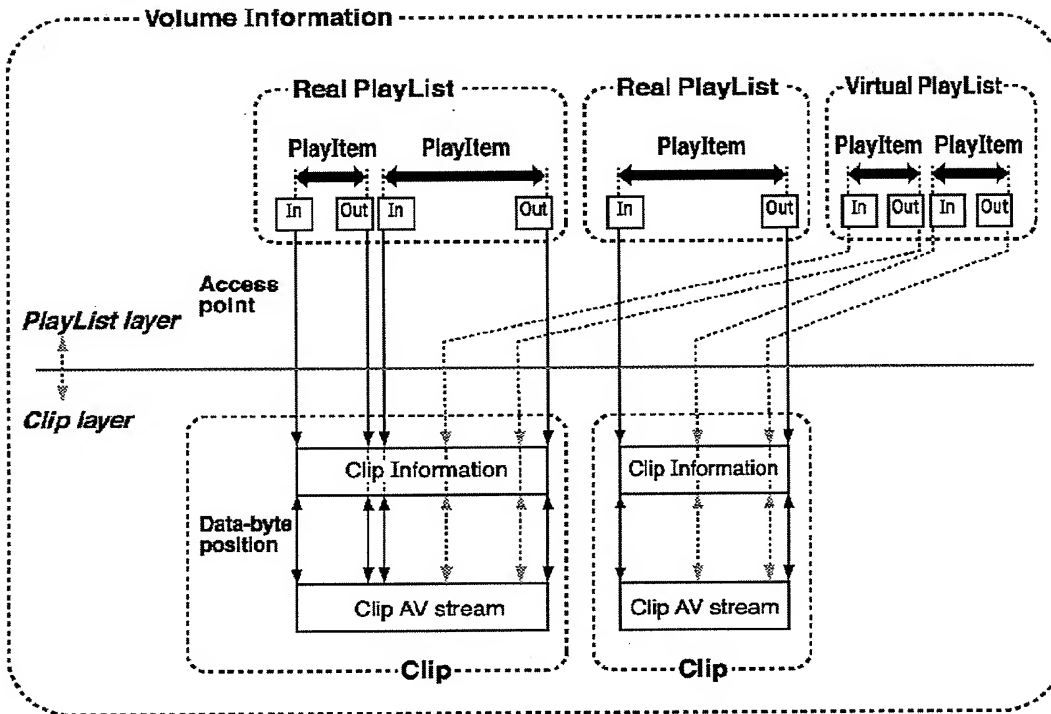 Volume Information
Real PlayList
Real PlayList
Virtual PlayList
PlayItem
PlayItem
PlayItem
PlayItem
PlayItem
In
Out
In
Out
In
Out
In
Out
In
Out
Access
point
PlayList layer
Clip layer
Clip Information
Clip Information
Data-byte
position
Clip AV stream
Clip AV stream
Clip
Clip